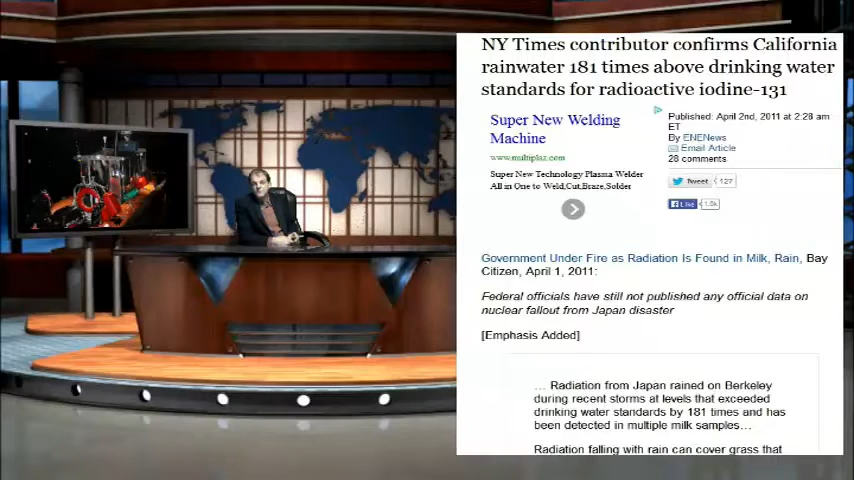 NY Times contributor confirms California
rainwater 181 times above drinking water
standards for radioactive iodine-131
Super New Welding
Machine
www.multiplaz.com
Super New Technology Plasma Welder
All in One to Weld,Cut,Braze,Solder
Published: April 2nd, 2011 at 2:28 am
ET
By ENENews
Email Article
28 comments
Tweet 127
Like 1.5k
Government Under Fire as Radiation Is Found in Milk, Rain, Bay
Citizen, April 1, 2011:
Federal officials have still not published any official data on
nuclear fallout from Japan disaster
[Emphasis Added]
… Radiation from Japan rained on Berkeley
during recent storms at levels that exceeded
drinking water standards by 181 times and has
been detected in multiple milk samples…
Radiation falling with rain can cover grass that